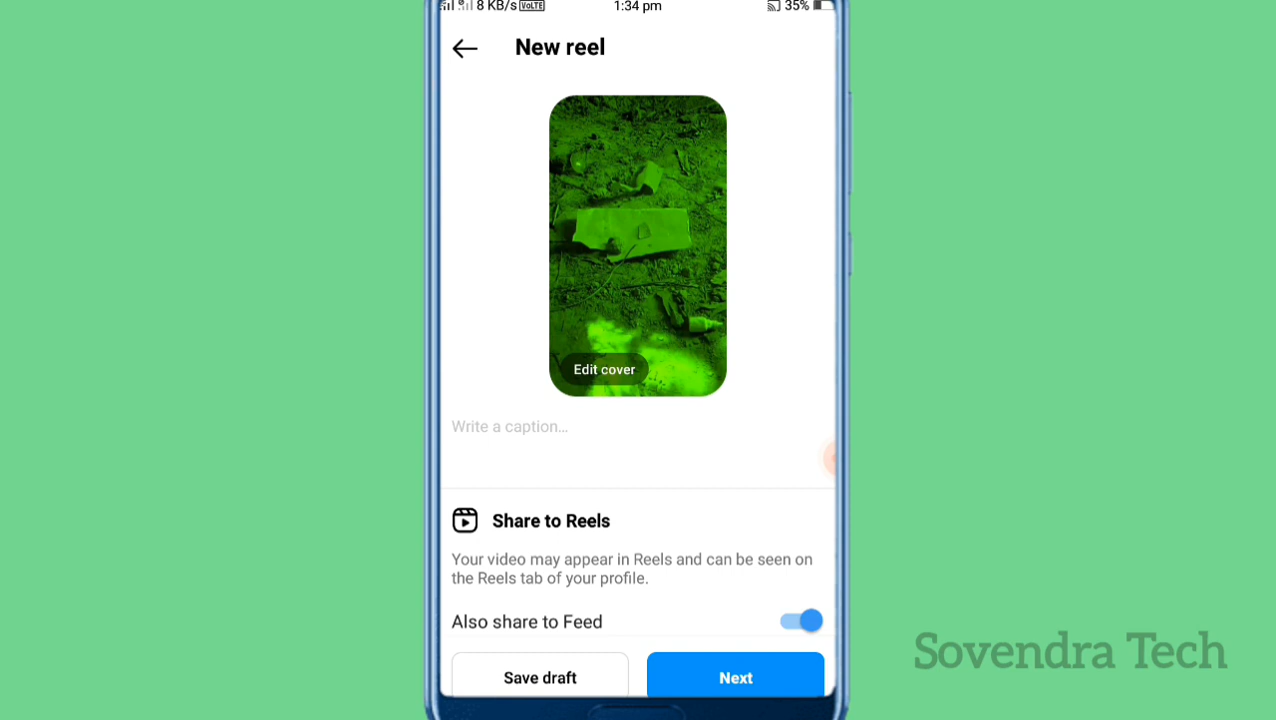 8 KB/s VoLTE 1:34 pm 35%
New reel
Edit cover
Write a caption...
Share to Reels
Your video may appear in Reels and can be seen on
the Reels tab of your profile.
Also share to Feed
Save draft Next
Sovendra Tech